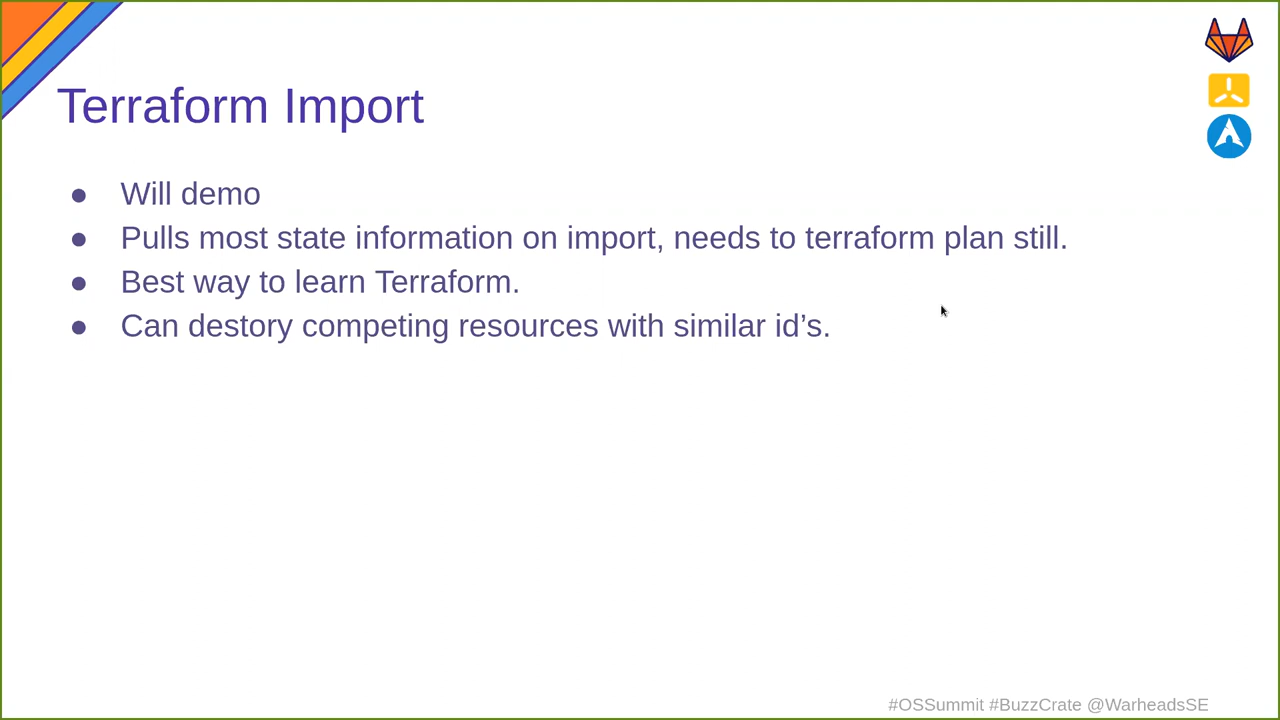 Terraform Import
● Will demo
● Pulls most state information on import, needs to terraform plan still.
● Best way to learn Terraform.
● Can destory competing resources with similar id’s.
#OSSummit #BuzzCrate @WarheadsSE